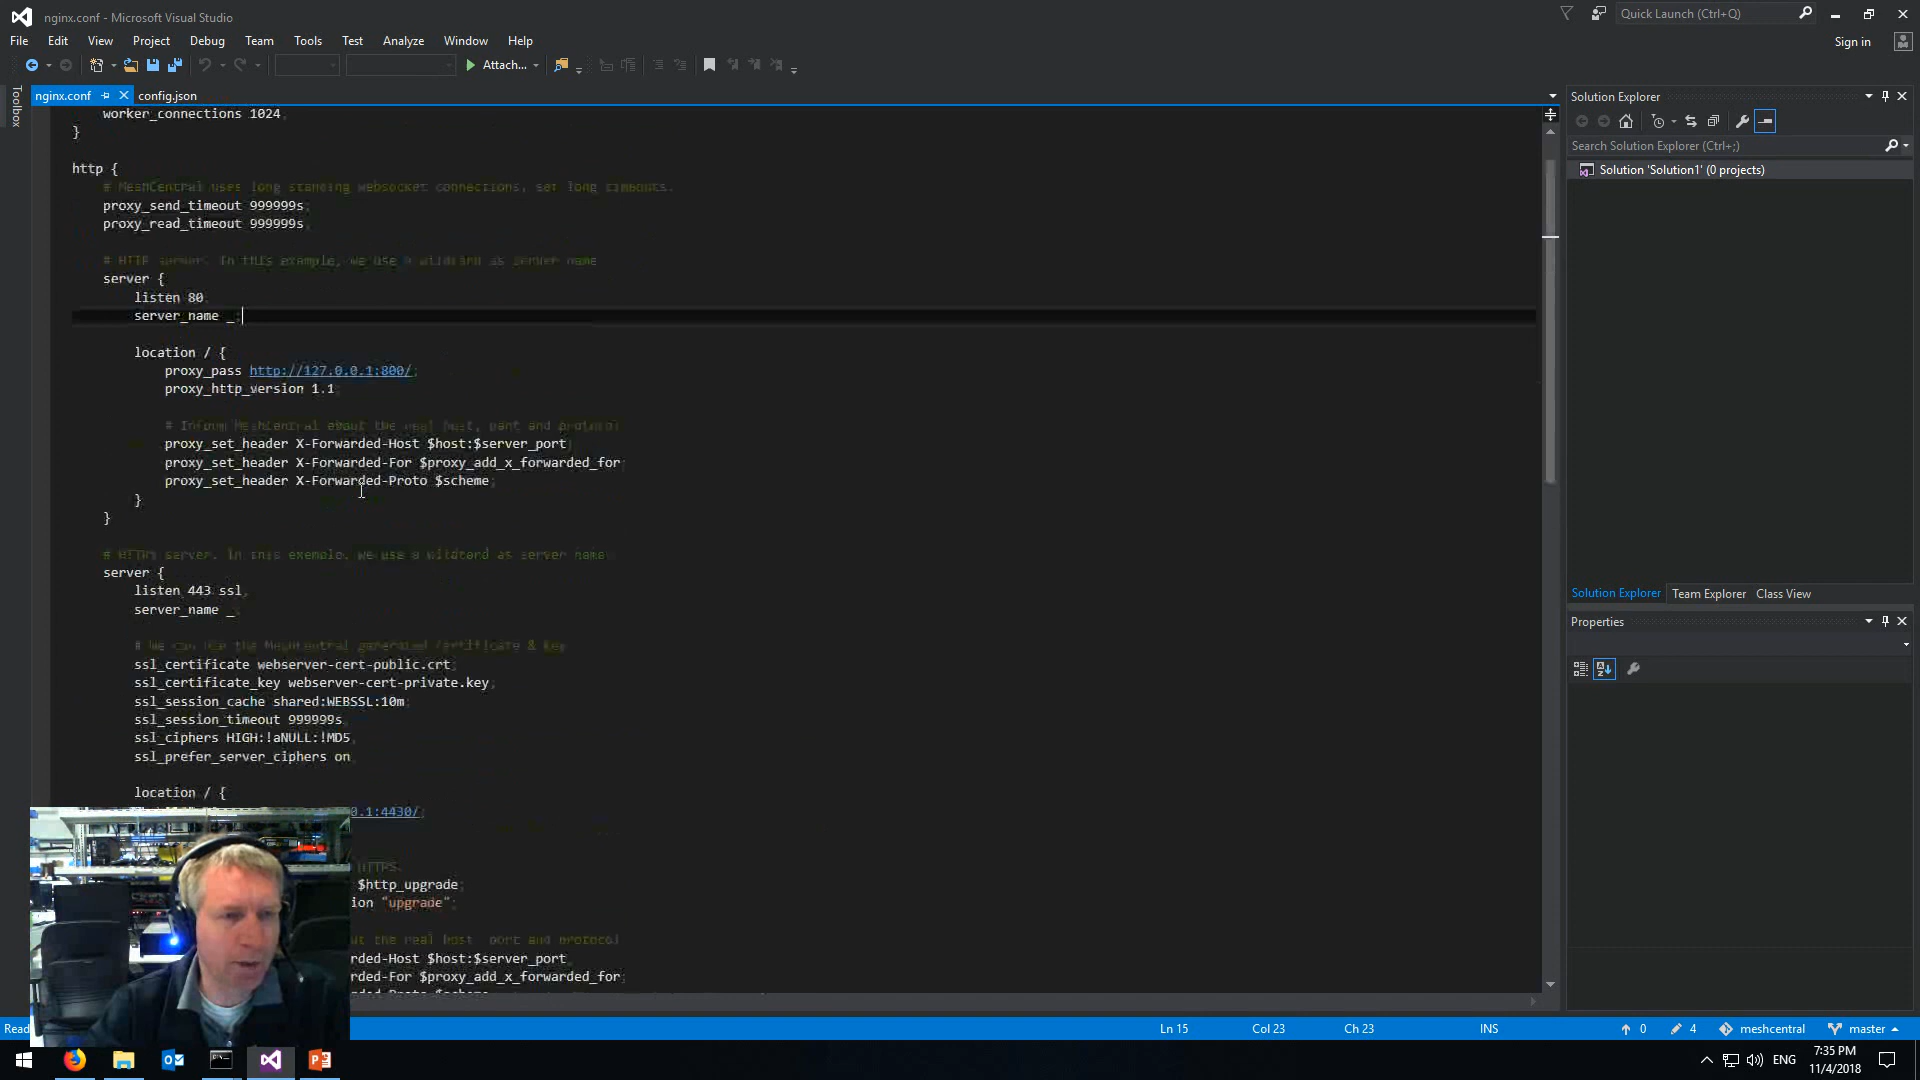 nginx.conf - Microsoft Visual Studio
Quick Launch (Ctrl+Q)
File Edit View Project Debug Team Tools Test Analyze Window Help
Sign in
Attach...
Toolbox
nginx.conf
config.json
worker_connections 1024
}
http {
# MeshCentral uses long standing websocket connections, set long timeouts.
proxy_send_timeout 999999s
proxy_read_timeout 999999s
# HTTP server. In this example, we use a wildcard as server name
server {
listen 80
server_name _;
location / {
proxy_pass http://127.0.0.1:800/;
proxy_http_version 1.1;
# Inform MeshCentral about the real host, port and protocol
proxy_set_header X-Forwarded-Host $host:$server_port
proxy_set_header X-Forwarded-For $proxy_add_x_forwarded_for
proxy_set_header X-Forwarded-Proto $scheme;
}
}
# HTTPS server. In this example, we use a wildcard as server name
server {
listen 443 ssl
server_name _
# We can use the MeshCentral generated certificate & key
ssl_certificate webserver-cert-public.crt;
ssl_certificate_key webserver-cert-private.key;
ssl_session_cache shared:WEBSSL:10m;
ssl_session_timeout 999999s
ssl_ciphers HIGH:!aNULL:!MD5
ssl_prefer_server_ciphers on
location / {
0.1:4430/
HTTPS
$http_upgrade
ion "upgrade";
ut the real host port and protocol
rded-Host $host:$server_port
rded-For $proxy_add_x_forwarded_for
rded-Proto $scheme
Solution Explorer
Search Solution Explorer (Ctrl+;)
Solution 'Solution1' (0 projects)
Solution Explorer Team Explorer Class View
Properties
Read
Ln 15 Col 23 Ch 23 INS
0 4 meshcentral master
ENG
7:35 PM
11/4/2018